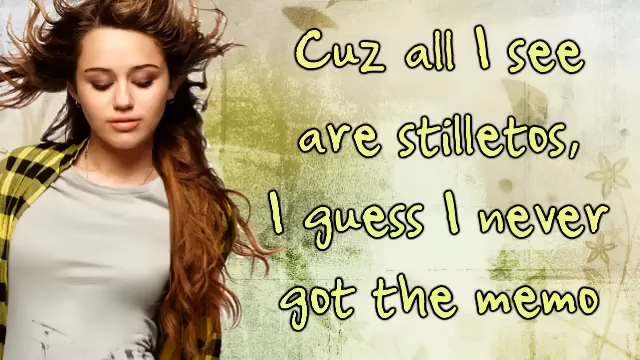 Cuz all I see
are stilletos,
I guess I never
got the memo